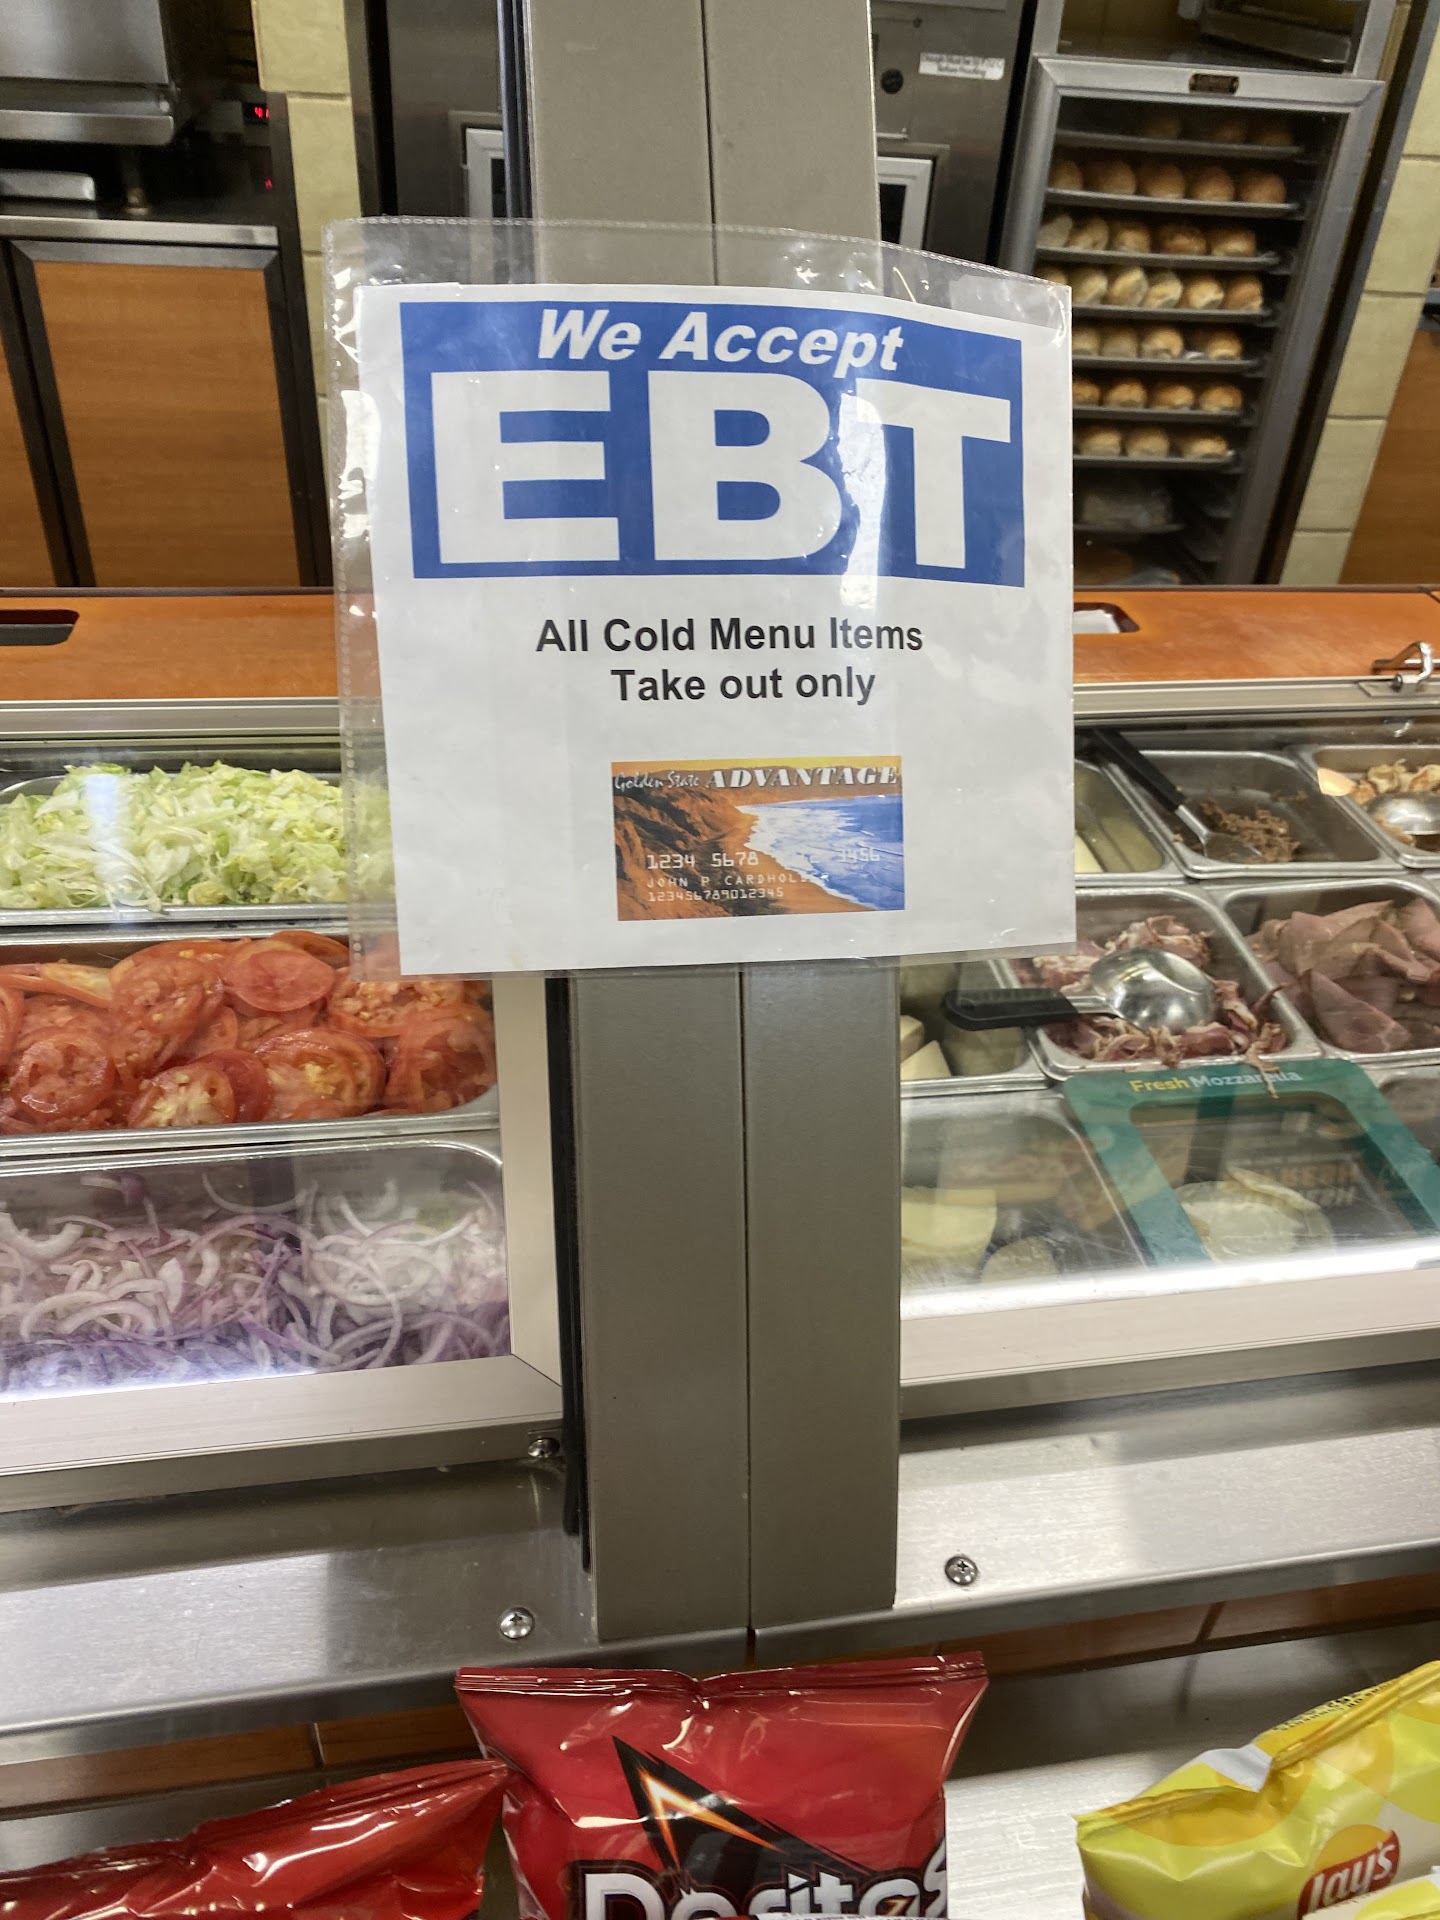 We Accept
EBT
All Cold Menu Items
Take out only
Golden State ADVANTAGE
1234 5678
JOHN P CARDHOL
123456789012345
Fresh Mozzarella
Doritos
Lay's